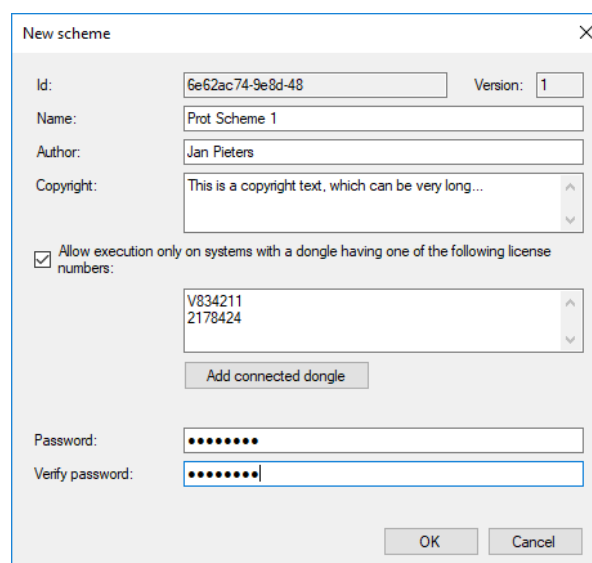 New scheme
Id: 6e62ac74-9e8d-48 Version: 1
Name: Prot Scheme 1
Author: Jan Pieters
Copyright: This is a copyright text, which can be very long...
Allow execution only on systems with a dongle having one of the following license
numbers:
V834211
2178424
Add connected dongle
Password: ●●●●●●●●
Verify password: ●●●●●●●●
OK Cancel